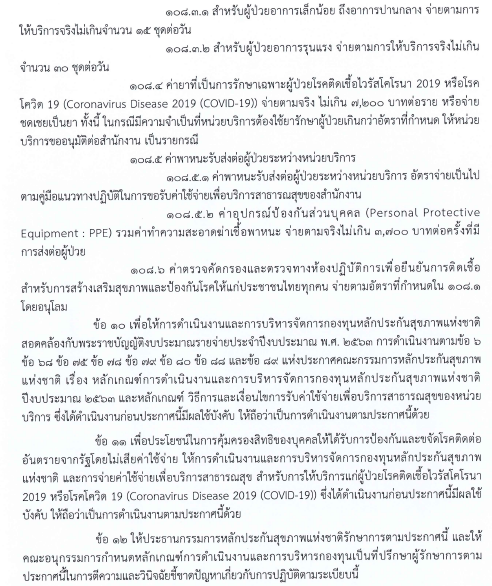 ๑๐๘.๓.๑ สำหรับผู้ป่วยอาการเล็กน้อย ถึงอาการปานกลาง จ่ายตามการ
ให้บริการจริงไม่เกินจำนวน ๑๕ ชุดต่อวัน
๑๐๘.๓.๒ สำหรับผู้ป่วยอาการรุนแรง จ่ายตามการให้บริการจริงไม่เกิน
จำนวน ๓๐ ชุดต่อวัน
๑๐๘.๔ ค่ายาที่เป็นการรักษาเฉพาะผู้ป่วยโรคติดเชื้อไวรัสโคโรนา 2019 หรือโรค
โควิด 19 (Coronavirus Disease 2019 (COVID-19)) จ่ายตามจริง ไม่เกิน ๗,๒๐๐ บาทต่อราย หรือจ่าย
ชดเชยเป็นยา ทั้งนี้ ในกรณีมีความจำเป็นที่หน่วยบริการต้องใช้ยารักษาผู้ป่วยเกินกว่าอัตราที่กำหนด ให้หน่วย
บริการขออนุมัติต่อสำนักงาน เป็นรายกรณี
๑๐๘.๕ ค่าพาหนะรับส่งต่อผู้ป่วยระหว่างหน่วยบริการ
๑๐๘.๕.๑ ค่าพาหนะรับส่งต่อผู้ป่วยระหว่างหน่วยบริการ อัตราจ่ายเป็นไป
ตามคู่มือแนวทางปฏิบัติในการขอรับค่าใช้จ่ายเพื่อบริการสาธารณสุขของสำนักงาน
๑๐๘.๕.๒ ค่าอุปกรณ์ป้องกันส่วนบุคคล (Personal Protective
Equipment : PPE) รวมค่าทำความสะอาดฆ่าเชื้อพาหนะ จ่ายตามจริงไม่เกิน ๓,๗๐๐ บาทต่อครั้งที่มี
การส่งต่อผู้ป่วย
๑๐๘.๖ ค่าตรวจคัดกรองและตรวจทางห้องปฏิบัติการเพื่อยืนยันการติดเชื้อ
สำหรับการสร้างเสริมสุขภาพและป้องกันโรคให้แก่ประชาชนไทยทุกคน จ่ายตามอัตราที่กำหนดใน ๑๐๘.๑
โดยอนุโลม
ข้อ ๑๐ เพื่อให้การดำเนินงานและการบริหารจัดการกองทุนหลักประกันสุขภาพแห่งชาติ
สอดคล้องกับพระราชบัญญัติงบประมาณรายจ่ายประจำปีงบประมาณ พ.ศ. ๒๕๖๓ การดำเนินงานตามข้อ ๖
ข้อ ๖๘ ข้อ ๗๕ ข้อ ๗๘ ข้อ ๗๙ ข้อ ๘๐ ข้อ ๘๘ และข้อ ๘๙ แห่งประกาศคณะกรรมการหลักประกันสุขภาพ
แห่งชาติ เรื่อง หลักเกณฑ์การดำเนินงานและการบริหารจัดการกองทุนหลักประกันสุขภาพแห่งชาติ
ปีงบประมาณ ๒๕๖๓ และหลักเกณฑ์ วิธีการและเงื่อนไขการรับค่าใช้จ่ายเพื่อบริการสาธารณสุขของหน่วย
บริการ ซึ่งได้ดำเนินงานก่อนประกาศนี้มีผลใช้บังคับ ให้ถือว่าเป็นการดำเนินงานตามประกาศนี้ด้วย
ข้อ ๑๑ เพื่อประโยชน์ในการคุ้มครองสิทธิของบุคคลให้ได้รับการป้องกันและขจัดโรคติดต่อ
อันตรายจากรัฐโดยไม่เสียค่าใช้จ่าย ให้การดำเนินงานและการบริหารจัดการกองทุนหลักประกันสุขภาพ
แห่งชาติ และการจ่ายค่าใช้จ่ายเพื่อบริการสาธารณสุข สำหรับการให้บริการแก่ผู้ป่วยโรคติดเชื้อไวรัสโคโรนา
2019 หรือโรคโควิด 19 (Coronavirus Disease 2019 (COVID-19)) ซึ่งได้ดำเนินงานก่อนประกาศนี้มีผลใช้
บังคับ ให้ถือว่าเป็นการดำเนินงานตามประกาศนี้ด้วย
ข้อ ๑๒ ให้ประธานกรรมการหลักประกันสุขภาพแห่งชาติรักษาการตามประกาศนี้ และให้
คณะอนุกรรมการกำหนดหลักเกณฑ์การดำเนินงานและการบริหารกองทุนเป็นที่ปรึกษาผู้รักษาการตาม
ประกาศนี้ในการตีความและวินิจฉัยชี้ขาดปัญหาเกี่ยวกับการปฏิบัติตามระเบียบนี้